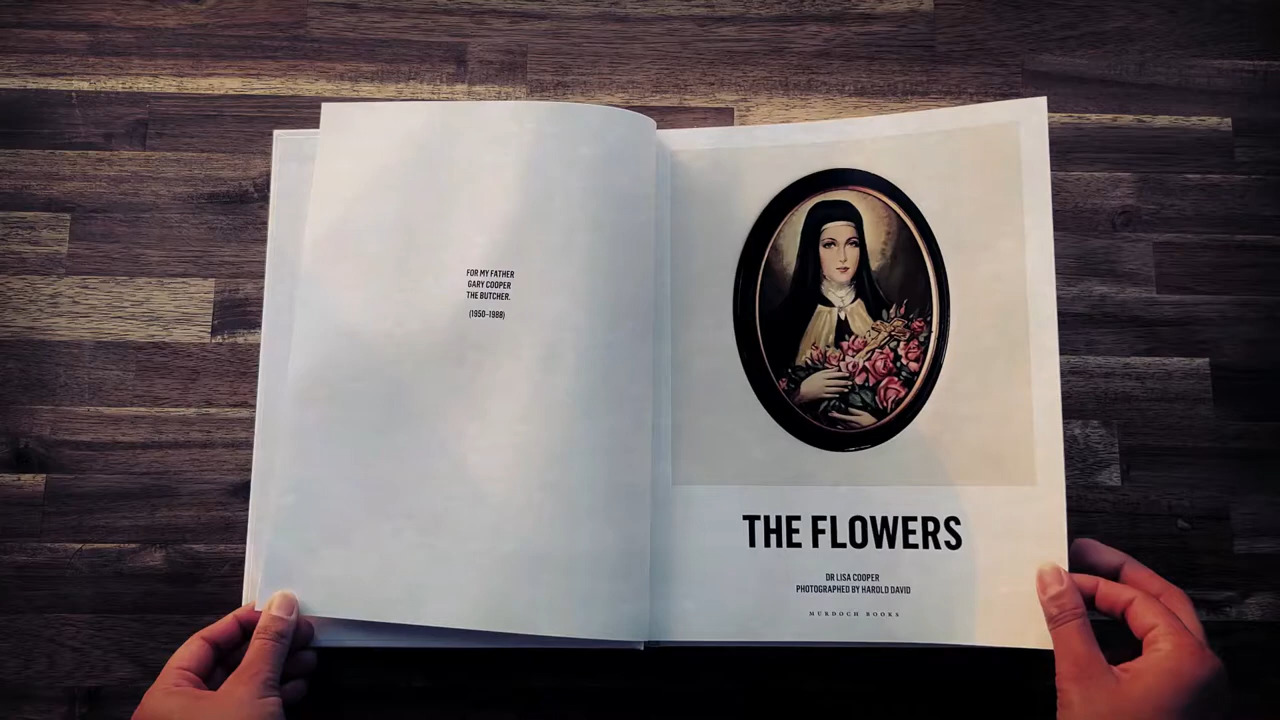 FOR MY FATHER
GARY COOPER
THE BUTCHER.
(1950–1988)
THE FLOWERS
DR LISA COOPER
PHOTOGRAPHED BY HAROLD DAVID
MURDOCH BOOKS